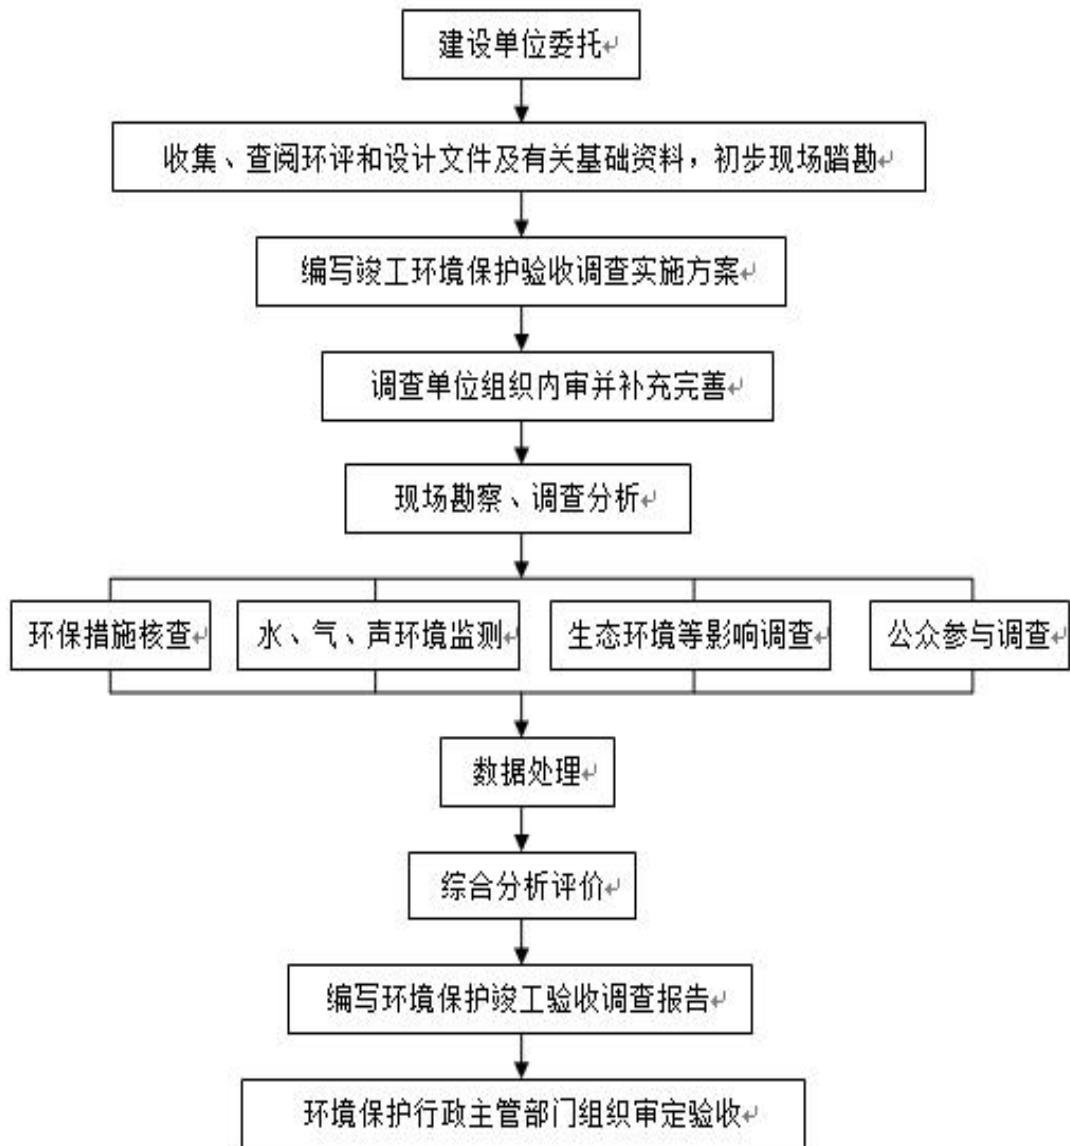 建设单位委托↵
收集、查阅环评和设计文件及有关基础资料，初步现场踏勘↵
编写竣工环境保护验收调查实施方案↵
调查单位组织内审并补充完善↵
现场勘察、调查分析↵
环保措施核查↵
水、气、声环境监测↵
生态环境等影响调查↵
公众参与调查↵
数据处理↵
综合分析评价↵
编写环境保护竣工验收调查报告↵
环境保护行政主管部门组织审定验收↵